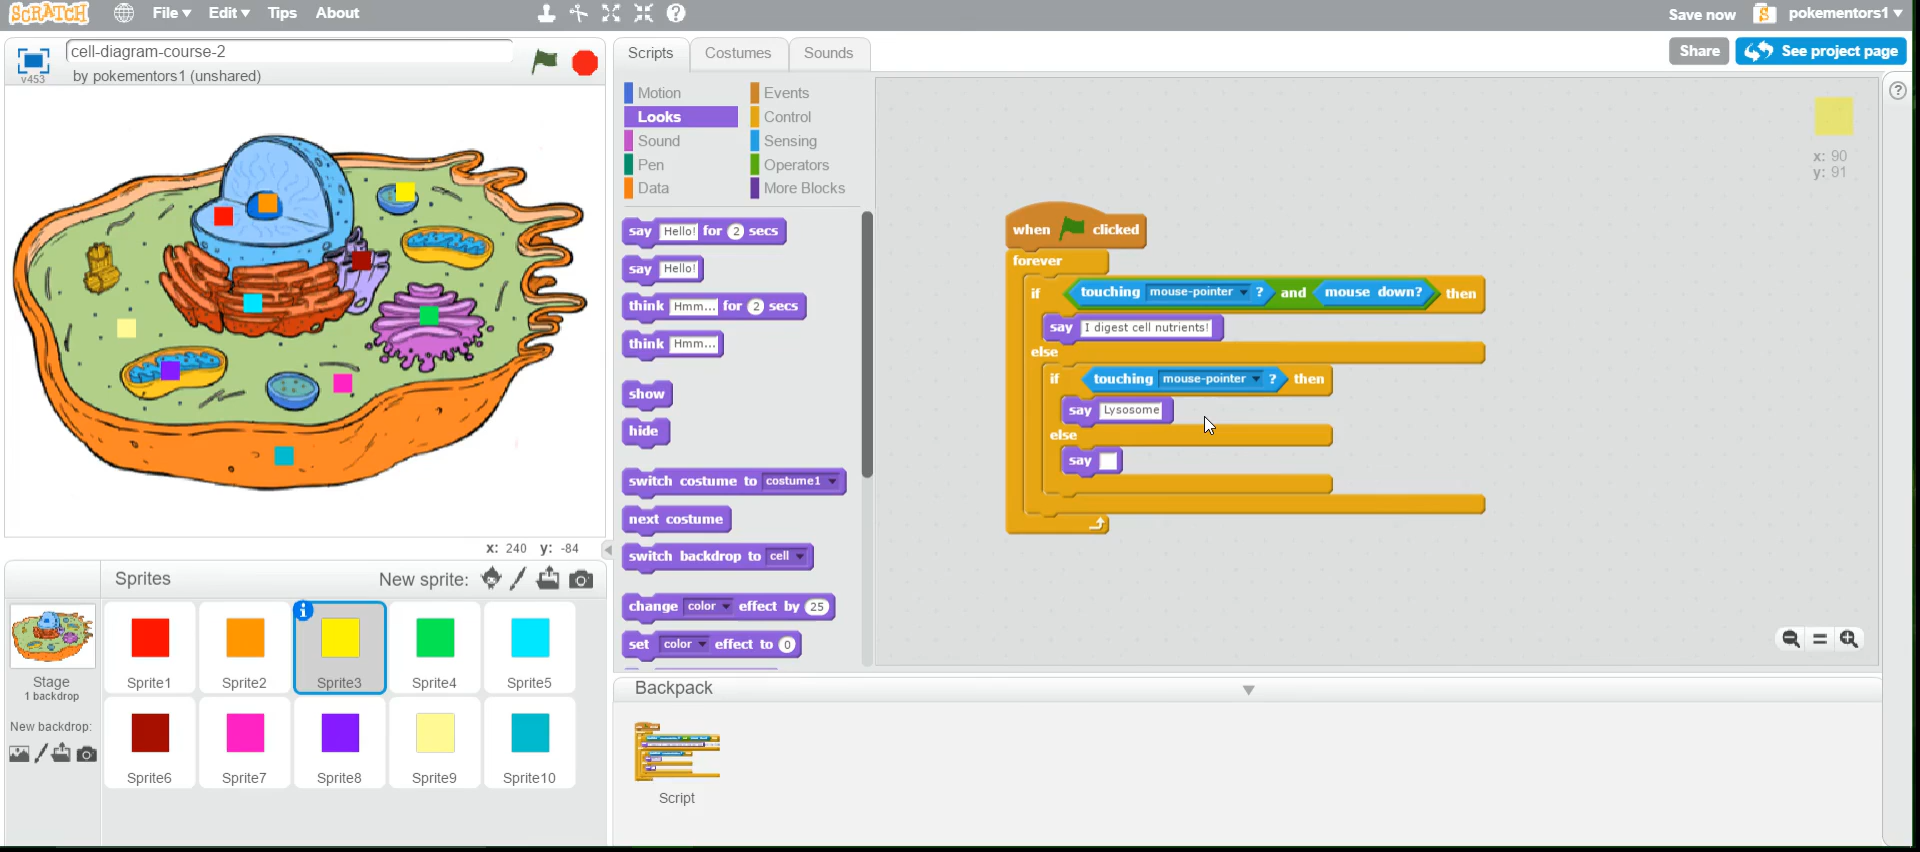 SCRATCH File Edit Tips About Save now pokementors1
v453
cell-diagram-course-2
by pokementors1 (unshared)
Scripts Costumes Sounds
Share See project page
Motion Events
Looks Control
Sound Sensing
Pen Operators
Data More Blocks
say Hello! for 2 secs
say Hello!
think Hmm... for 2 secs
think Hmm...
show
hide
switch costume to costume1
next costume
switch backdrop to cell
change color effect by 25
set color effect to 0
when clicked
forever
if touching mouse-pointer ? and mouse down? then
say I digest cell nutrients!
else
if touching mouse-pointer ? then
say Lysosome
else
say
x: 90
y: 91
x: 240 y: -84
Sprites New sprite:
Stage
1 backdrop
New backdrop:
Sprite1 Sprite2 Sprite3 Sprite4 Sprite5
Sprite6 Sprite7 Sprite8 Sprite9 Sprite10
Backpack
Script